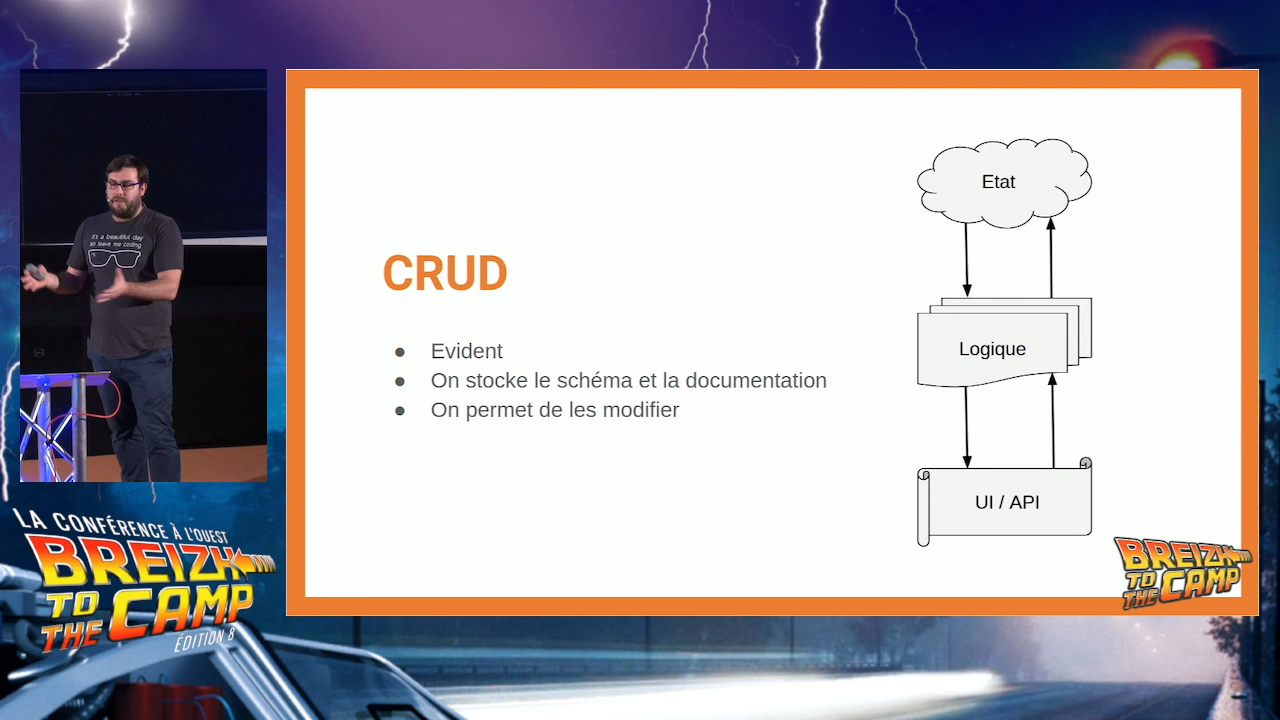 it's a beautiful day
so leave me coding
CRUD
● Evident
● On stocke le schéma et la documentation
● On permet de les modifier
Etat
Logique
UI / API
LA CONFÉRENCE À L'OUEST
BREIZH
TO
THE CAMP
ÉDITION 8
BREIZH
TO
THE CAMP